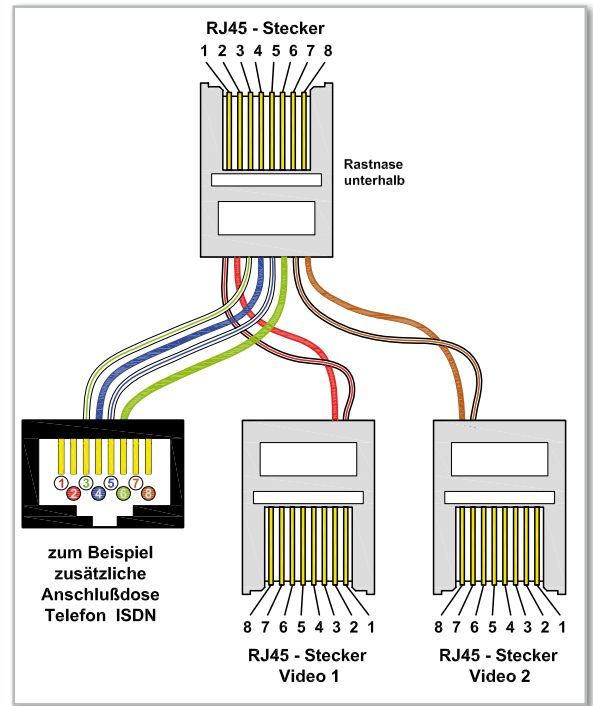 RJ45 - Stecker
1 2 3 4 5 6 7 8
Rastnase
unterhalb
1 3 5 7
2 4 6 8
zum Beispiel
zusätzliche
Anschlußdose
Telefon ISDN
8 7 6 5 4 3 2 1
RJ45 - Stecker
Video 1
8 7 6 5 4 3 2 1
RJ45 - Stecker
Video 2